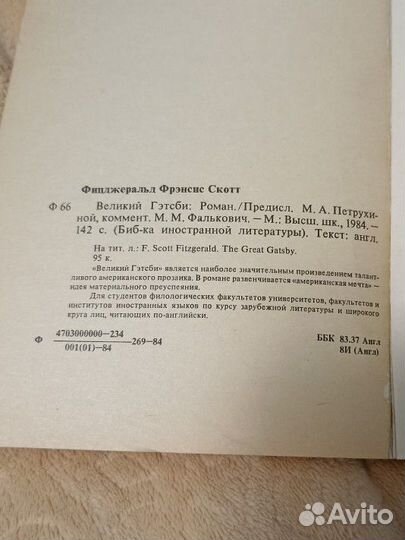 Фицджеральд Фрэнсис Скотт
Ф 66 Великий Гэтсби: Роман./Предисл. М. А. Петрухи-
ной, коммент. М. М. Фалькович. — М.: Высш. шк., 1984. —
142 с. (Биб-ка иностранной литературы). Текст: англ.
На тит. л.: F. Scott Fitzgerald. The Great Gatsby.
95 к.
«Великий Гэтсби» является наиболее значительным произведением талант-
ливого американского прозаика. В романе развенчивается «американская мечта» —
идея материального преуспеяния.
Для студентов филологических факультетов университетов, факультетов и
институтов иностранных языков по курсу зарубежной литературы и широкого
круга лиц, читающих по-английски.
Ф 4703000000—234
001(01)—84 269—84
ББК 83.37 Англ
8И (Англ)
Avito